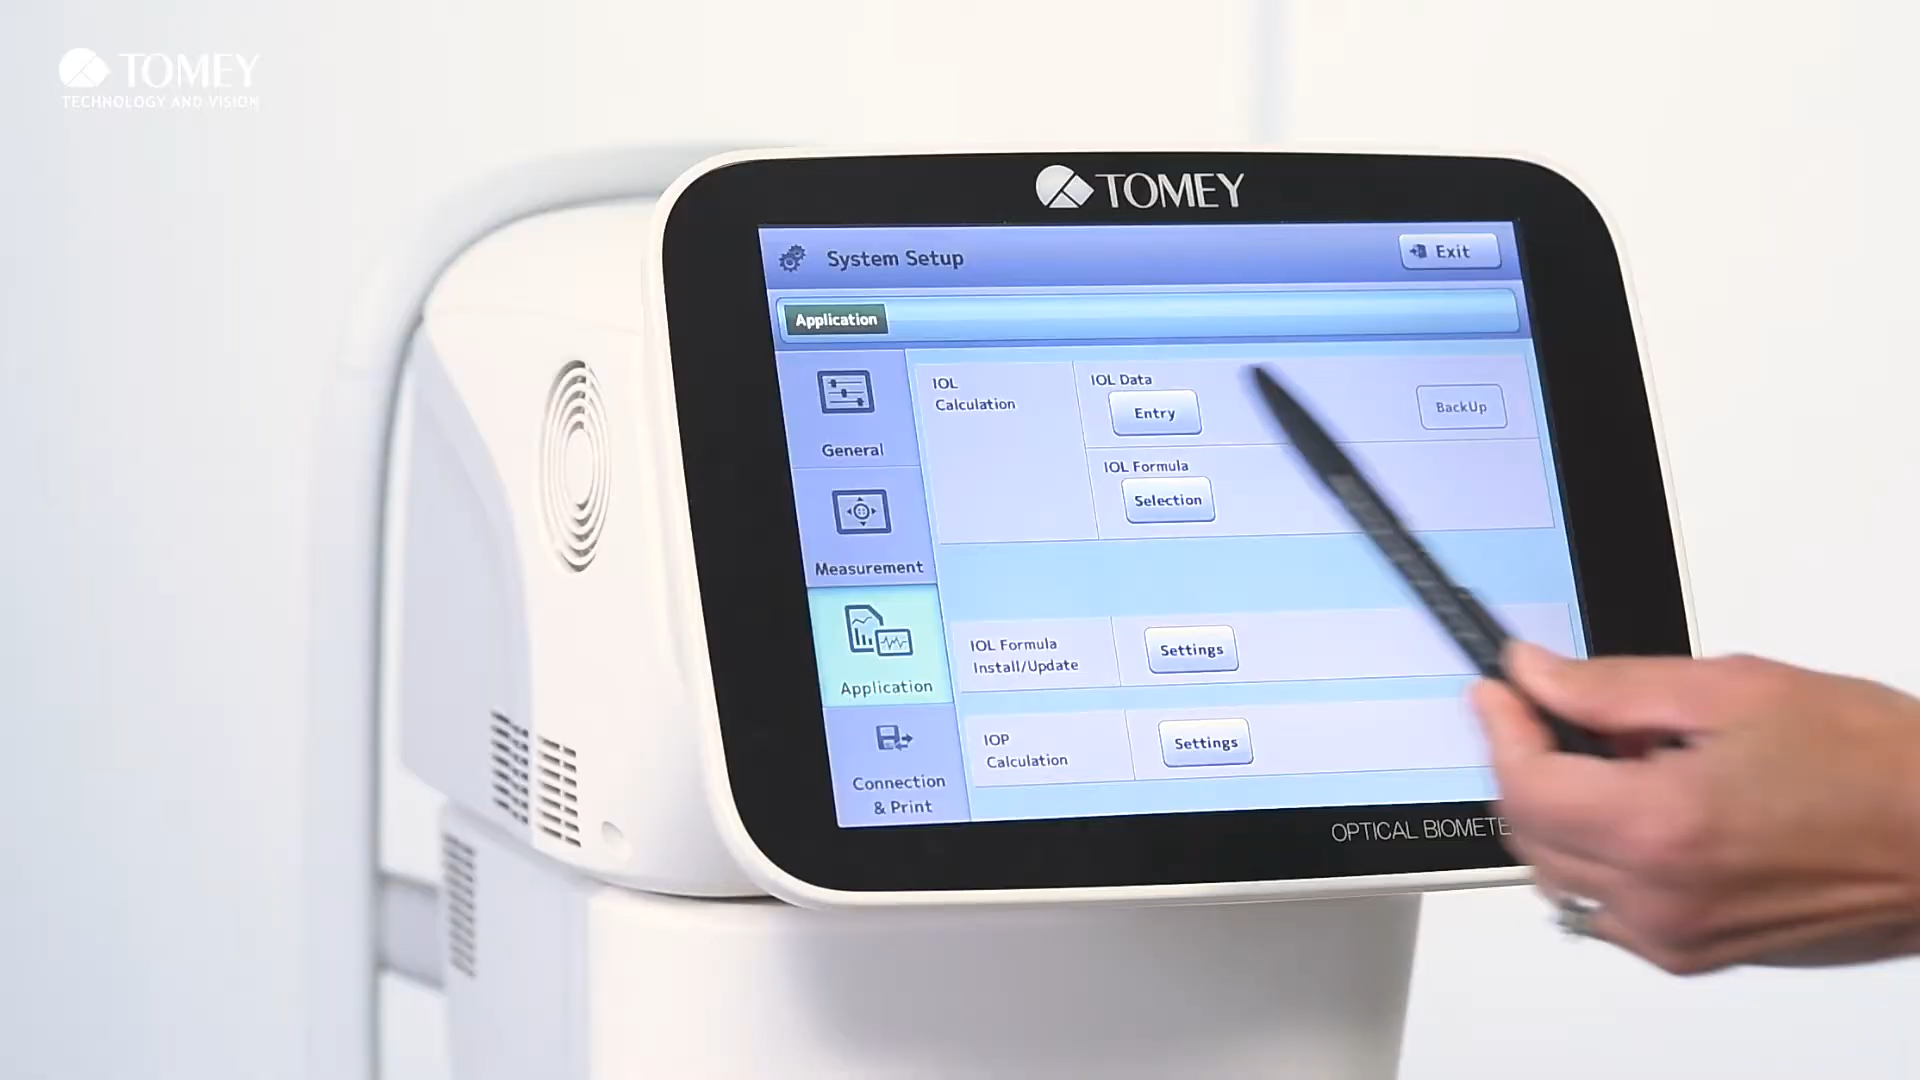 TOMEY
TECHNOLOGY AND VISION
TOMEY
System Setup
Exit
Application
General
Measurement
Application
Connection
& Print
IOL
Calculation
IOL Data
Entry
BackUp
IOL Formula
Selection
IOL Formula
Install/Update
Settings
IOP
Calculation
Settings
OPTICAL BIOMETE